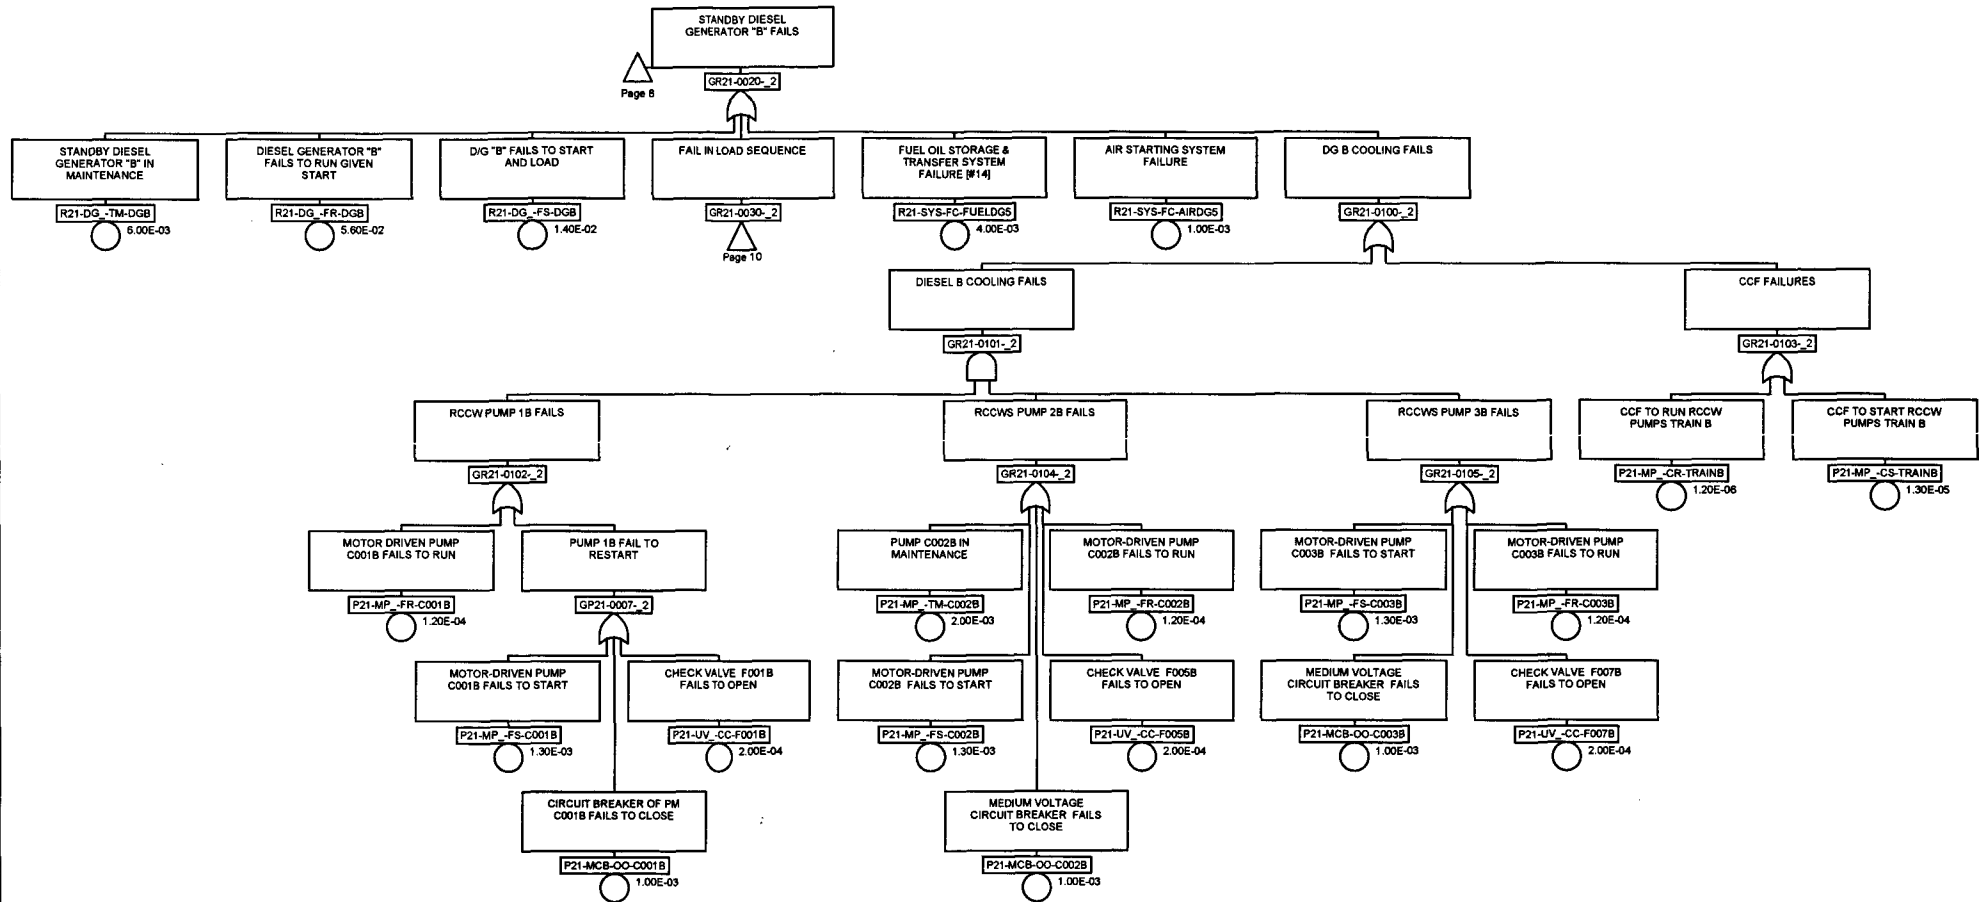 STANDBY DIESEL
GENERATOR "B" FAILS
GR21-0020-_2
Page 8
STANDBY DIESEL
GENERATOR "B" IN
MAINTENANCE
R21-DG_-TM-DGB
6.00E-03
DIESEL GENERATOR "B"
FAILS TO RUN GIVEN
START
R21-DG_-FR-DGB
5.60E-02
D/G "B" FAILS TO START
AND LOAD
R21-DG_-FS-DGB
1.40E-02
FAIL IN LOAD SEQUENCE
GR21-0030-_2
Page 10
FUEL OIL STORAGE &
TRANSFER SYSTEM
FAILURE [#14]
R21-SYS-FC-FUELDG5
4.00E-03
AIR STARTING SYSTEM
FAILURE
R21-SYS-FC-AIRDG5
1.00E-03
DG B COOLING FAILS
GR21-0100-_2
DIESEL B COOLING FAILS
GR21-0101-_2
CCF FAILURES
GR21-0103-_2
RCCW PUMP 1B FAILS
GR21-0102-_2
RCCWS PUMP 2B FAILS
GR21-0104-_2
RCCWS PUMP 3B FAILS
GR21-0105-_2
CCF TO RUN RCCW
PUMPS TRAIN B
P21-MP_-CR-TRAINB
1.20E-06
CCF TO START RCCW
PUMPS TRAIN B
P21-MP_-CS-TRAINB
1.30E-05
MOTOR DRIVEN PUMP
C001B FAILS TO RUN
P21-MP_-FR-C001B
1.20E-04
PUMP 1B FAIL TO
RESTART
GP21-0007-_2
PUMP C002B IN
MAINTENANCE
P21-MP_-TM-C002B
2.00E-03
MOTOR-DRIVEN PUMP
C002B FAILS TO RUN
P21-MP_-FR-C002B
1.20E-04
MOTOR-DRIVEN PUMP
C003B FAILS TO START
P21-MP_-FS-C003B
1.30E-03
MOTOR-DRIVEN PUMP
C003B FAILS TO RUN
P21-MP_-FR-C003B
1.20E-04
MOTOR-DRIVEN PUMP
C001B FAILS TO START
P21-MP_-FS-C001B
1.30E-03
CHECK VALVE F001B
FAILS TO OPEN
P21-UV_-CC-F001B
2.00E-04
MOTOR-DRIVEN PUMP
C002B FAILS TO START
P21-MP_-FS-C002B
1.30E-03
CHECK VALVE F005B
FAILS TO OPEN
P21-UV_-CC-F005B
2.00E-04
MEDIUM VOLTAGE
CIRCUIT BREAKER FAILS
TO CLOSE
P21-MCB-OO-C003B
1.00E-03
CHECK VALVE F007B
FAILS TO OPEN
P21-UV_-CC-F007B
2.00E-04
CIRCUIT BREAKER OF PM
C001B FAILS TO CLOSE
P21-MCB-OO-C001B
1.00E-03
MEDIUM VOLTAGE
CIRCUIT BREAKER FAILS
TO CLOSE
P21-MCB-OO-C002B
1.00E-03